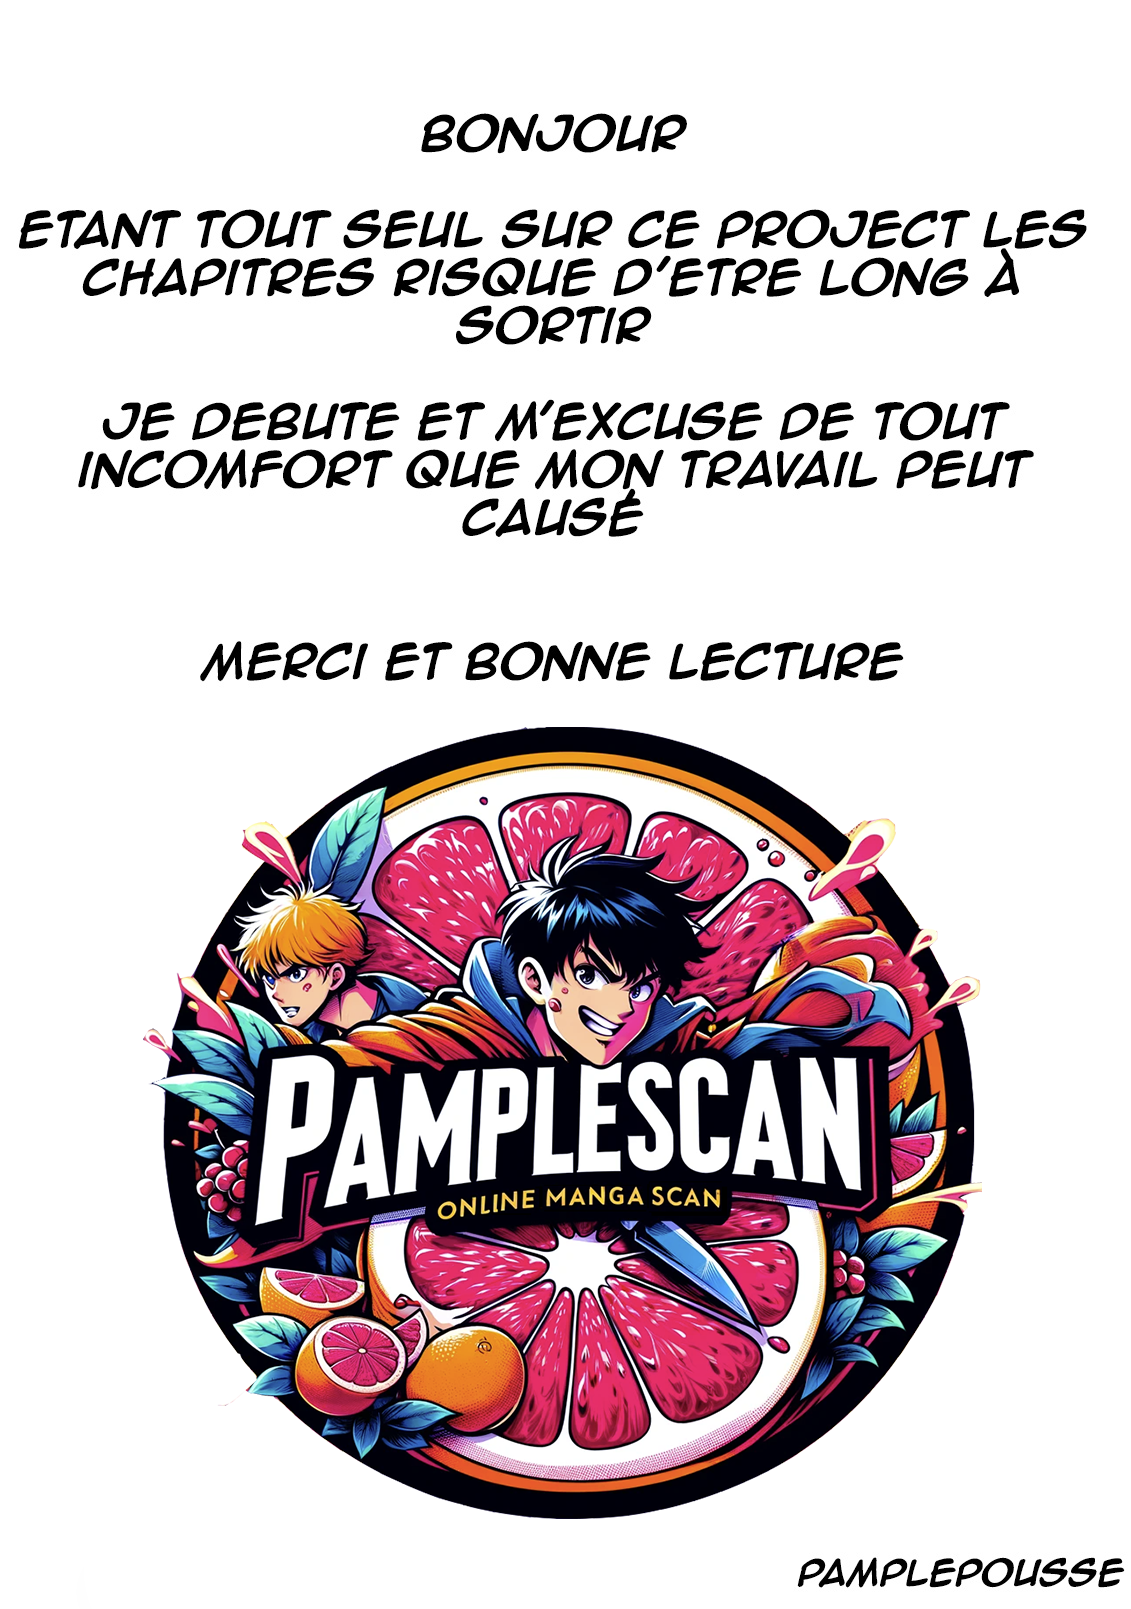 BONJOUR
ETANT TOUT SEUL SUR CE PROJECT LES
CHAPITRES RISQUE D'ETRE LONG À
SORTIR
JE DEBUTE ET M'EXCUSE DE TOUT
INCOMFORT QUE MON TRAVAIL PEUT
CAUSÉ
MERCI ET BONNE LECTURE
PAMPLESCAN
ONLINE MANGA SCAN
PAMPLEPOUSSE